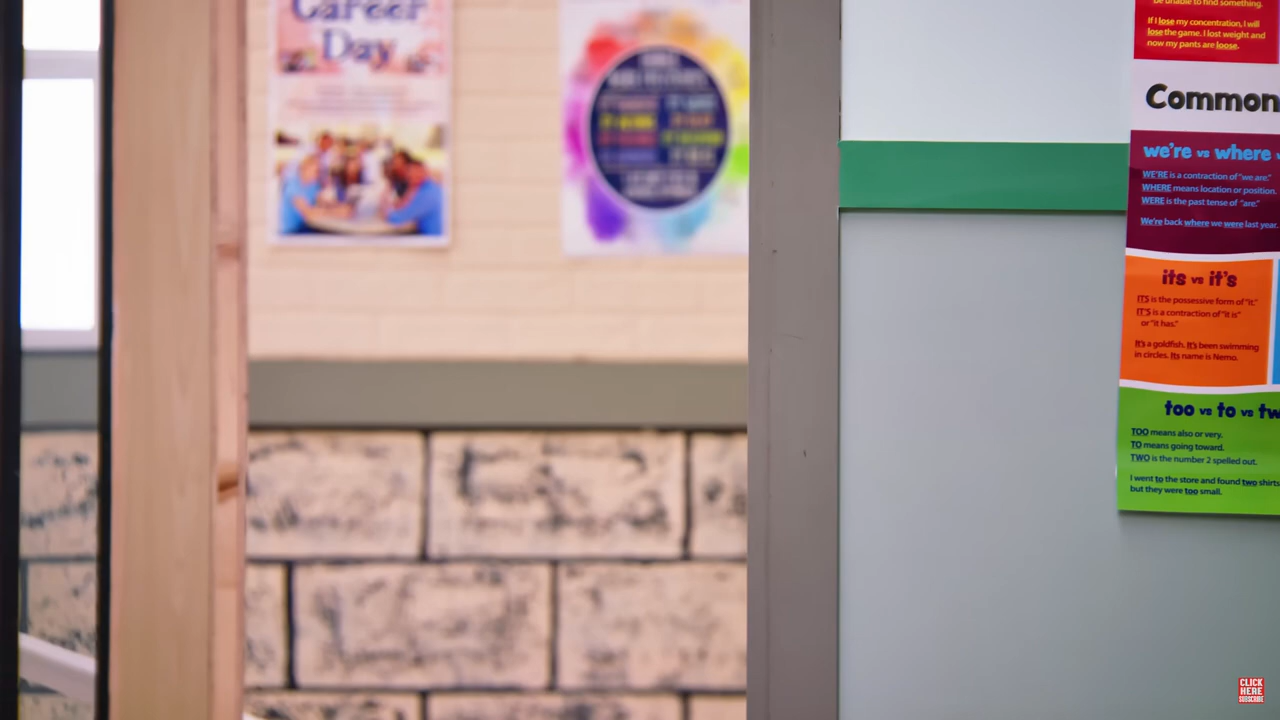 Career
Day
be unable to find something.
If I lose my concentration, I will
lose the game. I lost weight and
now my pants are loose.
Common
we're vs where
WE'RE is a contraction of "we are."
WHERE means location or position.
WERE is the past tense of "are."
We're back where we were last year.
its vs it's
ITS is the possessive form of "it."
IT'S is a contraction of "it is"
or "it has."
It's a goldfish. It's been swimming
in circles. Its name is Nemo.
too vs to vs tw
TOO means also or very.
TO means going toward.
TWO is the number 2 spelled out.
I went to the store and found two shirts
but they were too small.
CLICK
HERE
SUBSCRIBE